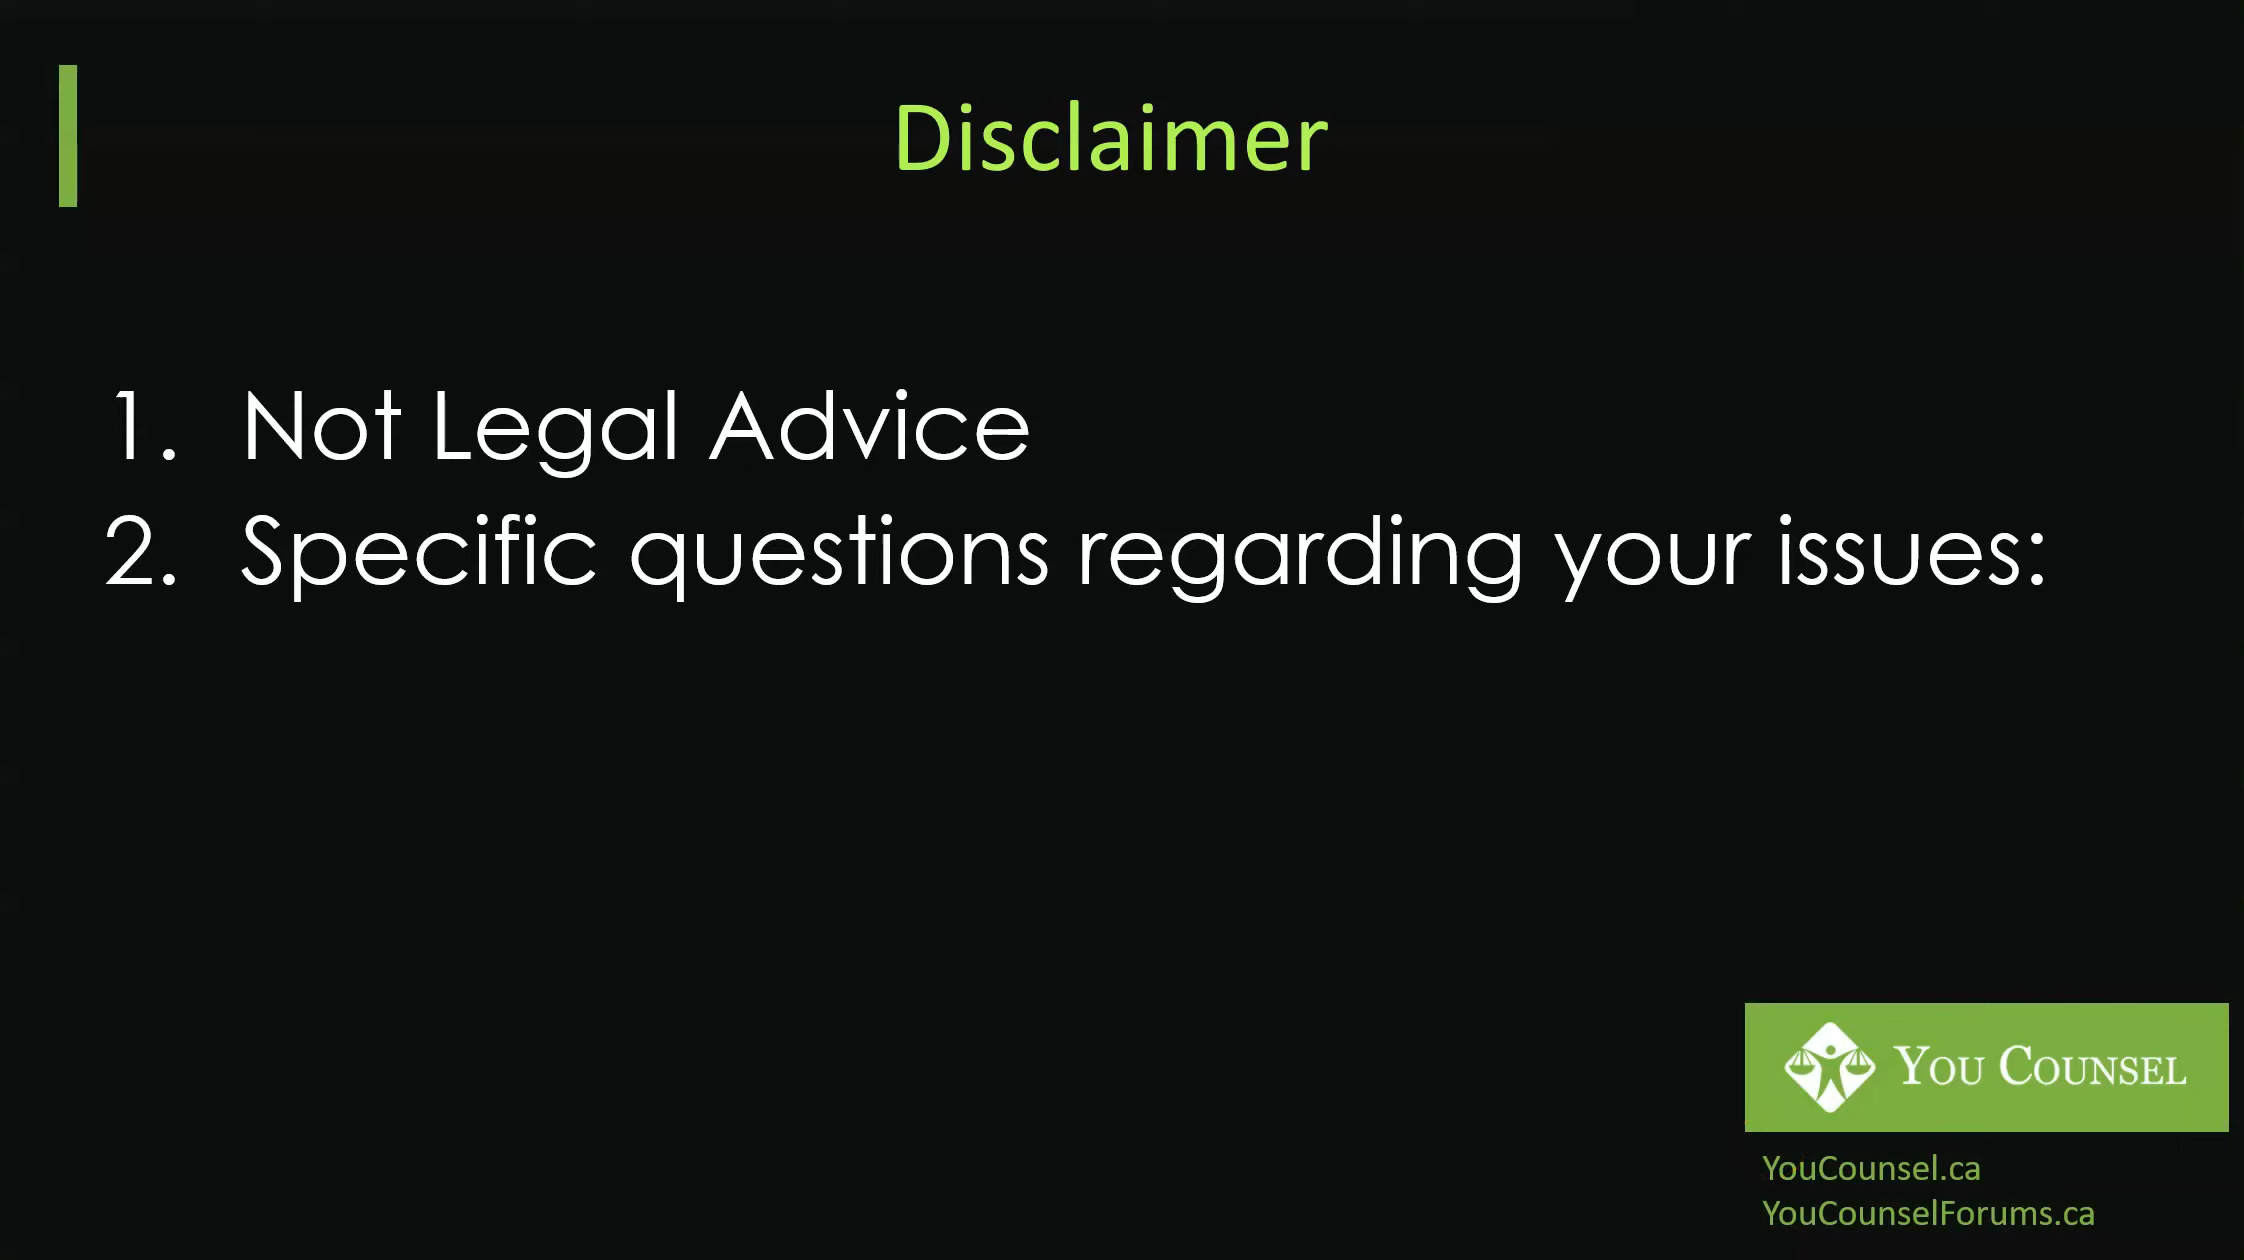 Disclaimer
1. Not Legal Advice
2. Specific questions regarding your issues:
YOU COUNSEL
YouCounsel.ca
YouCounselForums.ca